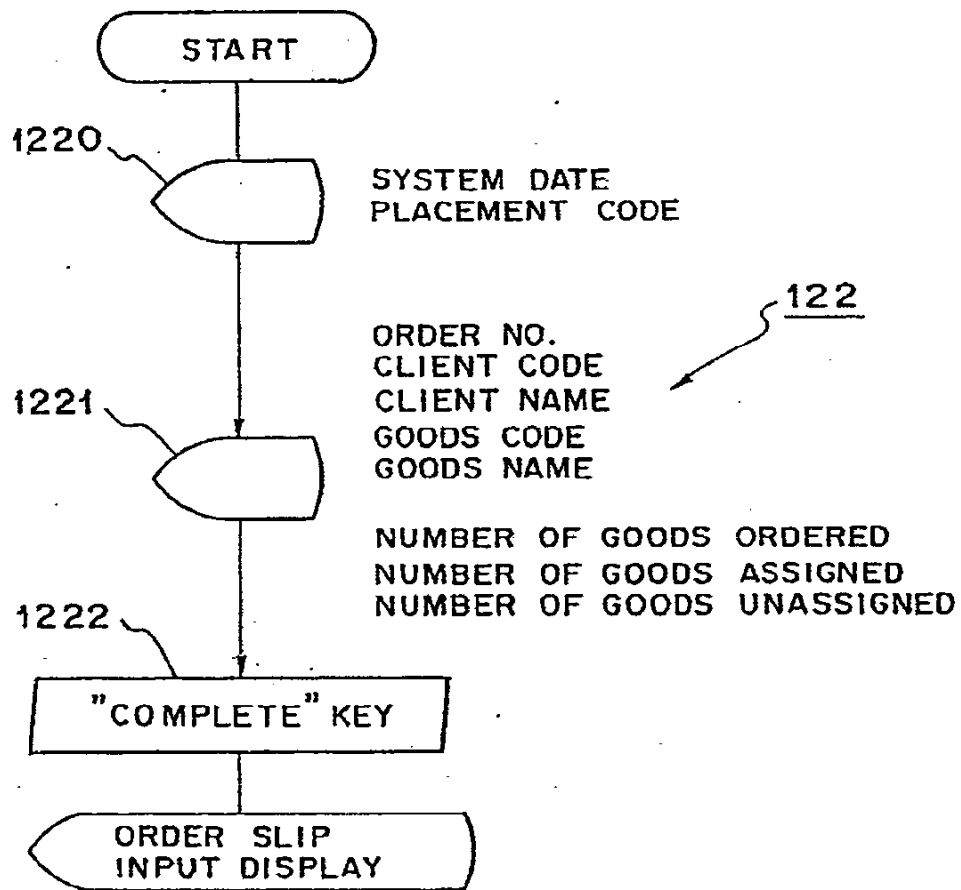 START
1220
SYSTEM DATE
PLACEMENT CODE
122
ORDER NO.
CLIENT CODE
CLIENT NAME
1221
GOODS CODE
GOODS NAME
NUMBER OF GOODS ORDERED
NUMBER OF GOODS ASSIGNED
NUMBER OF GOODS UNASSIGNED
1222
"COMPLETE" KEY
ORDER SLIP
INPUT DISPLAY